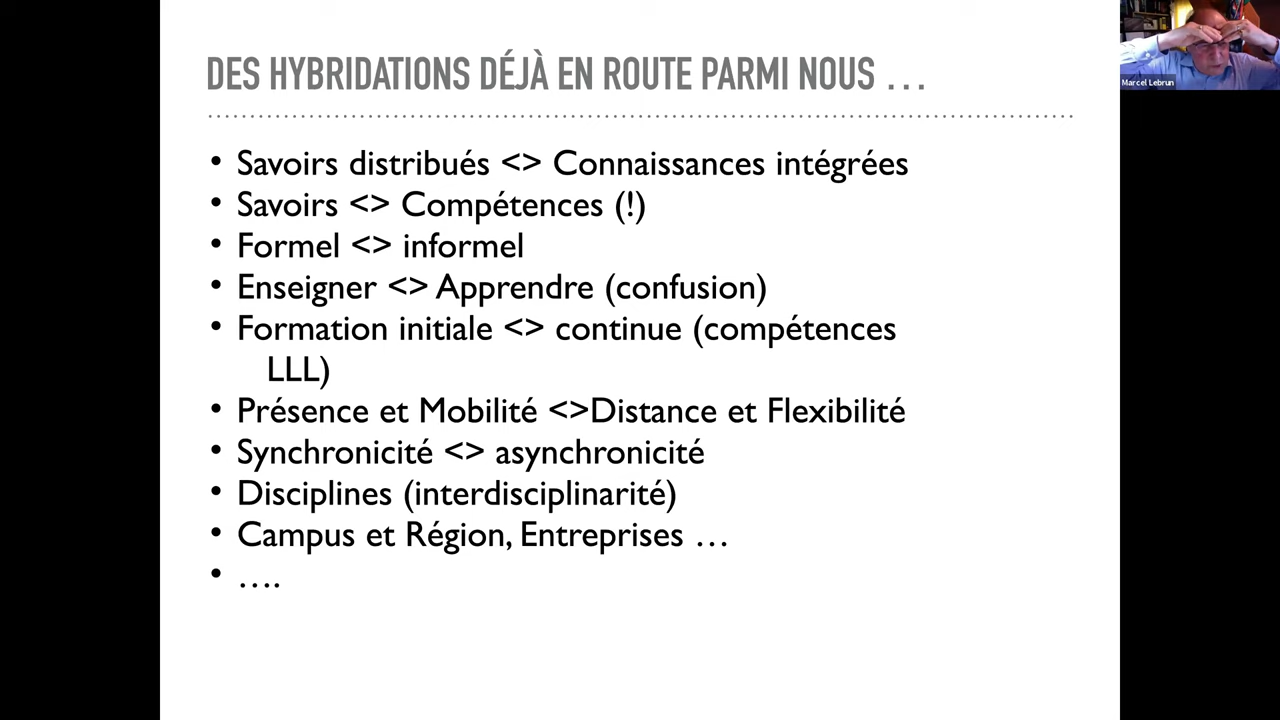 DES HYBRIDATIONS DÉJÀ EN ROUTE PARMI NOUS …
Marcel Lebrun
• Savoirs distribués <> Connaissances intégrées
• Savoirs <> Compétences (!)
• Formel <> informel
• Enseigner <> Apprendre (confusion)
• Formation initiale <> continue (compétences
LLL)
• Présence et Mobilité <>Distance et Flexibilité
• Synchronicité <> asynchronicité
• Disciplines (interdisciplinarité)
• Campus et Région, Entreprises …
• ….